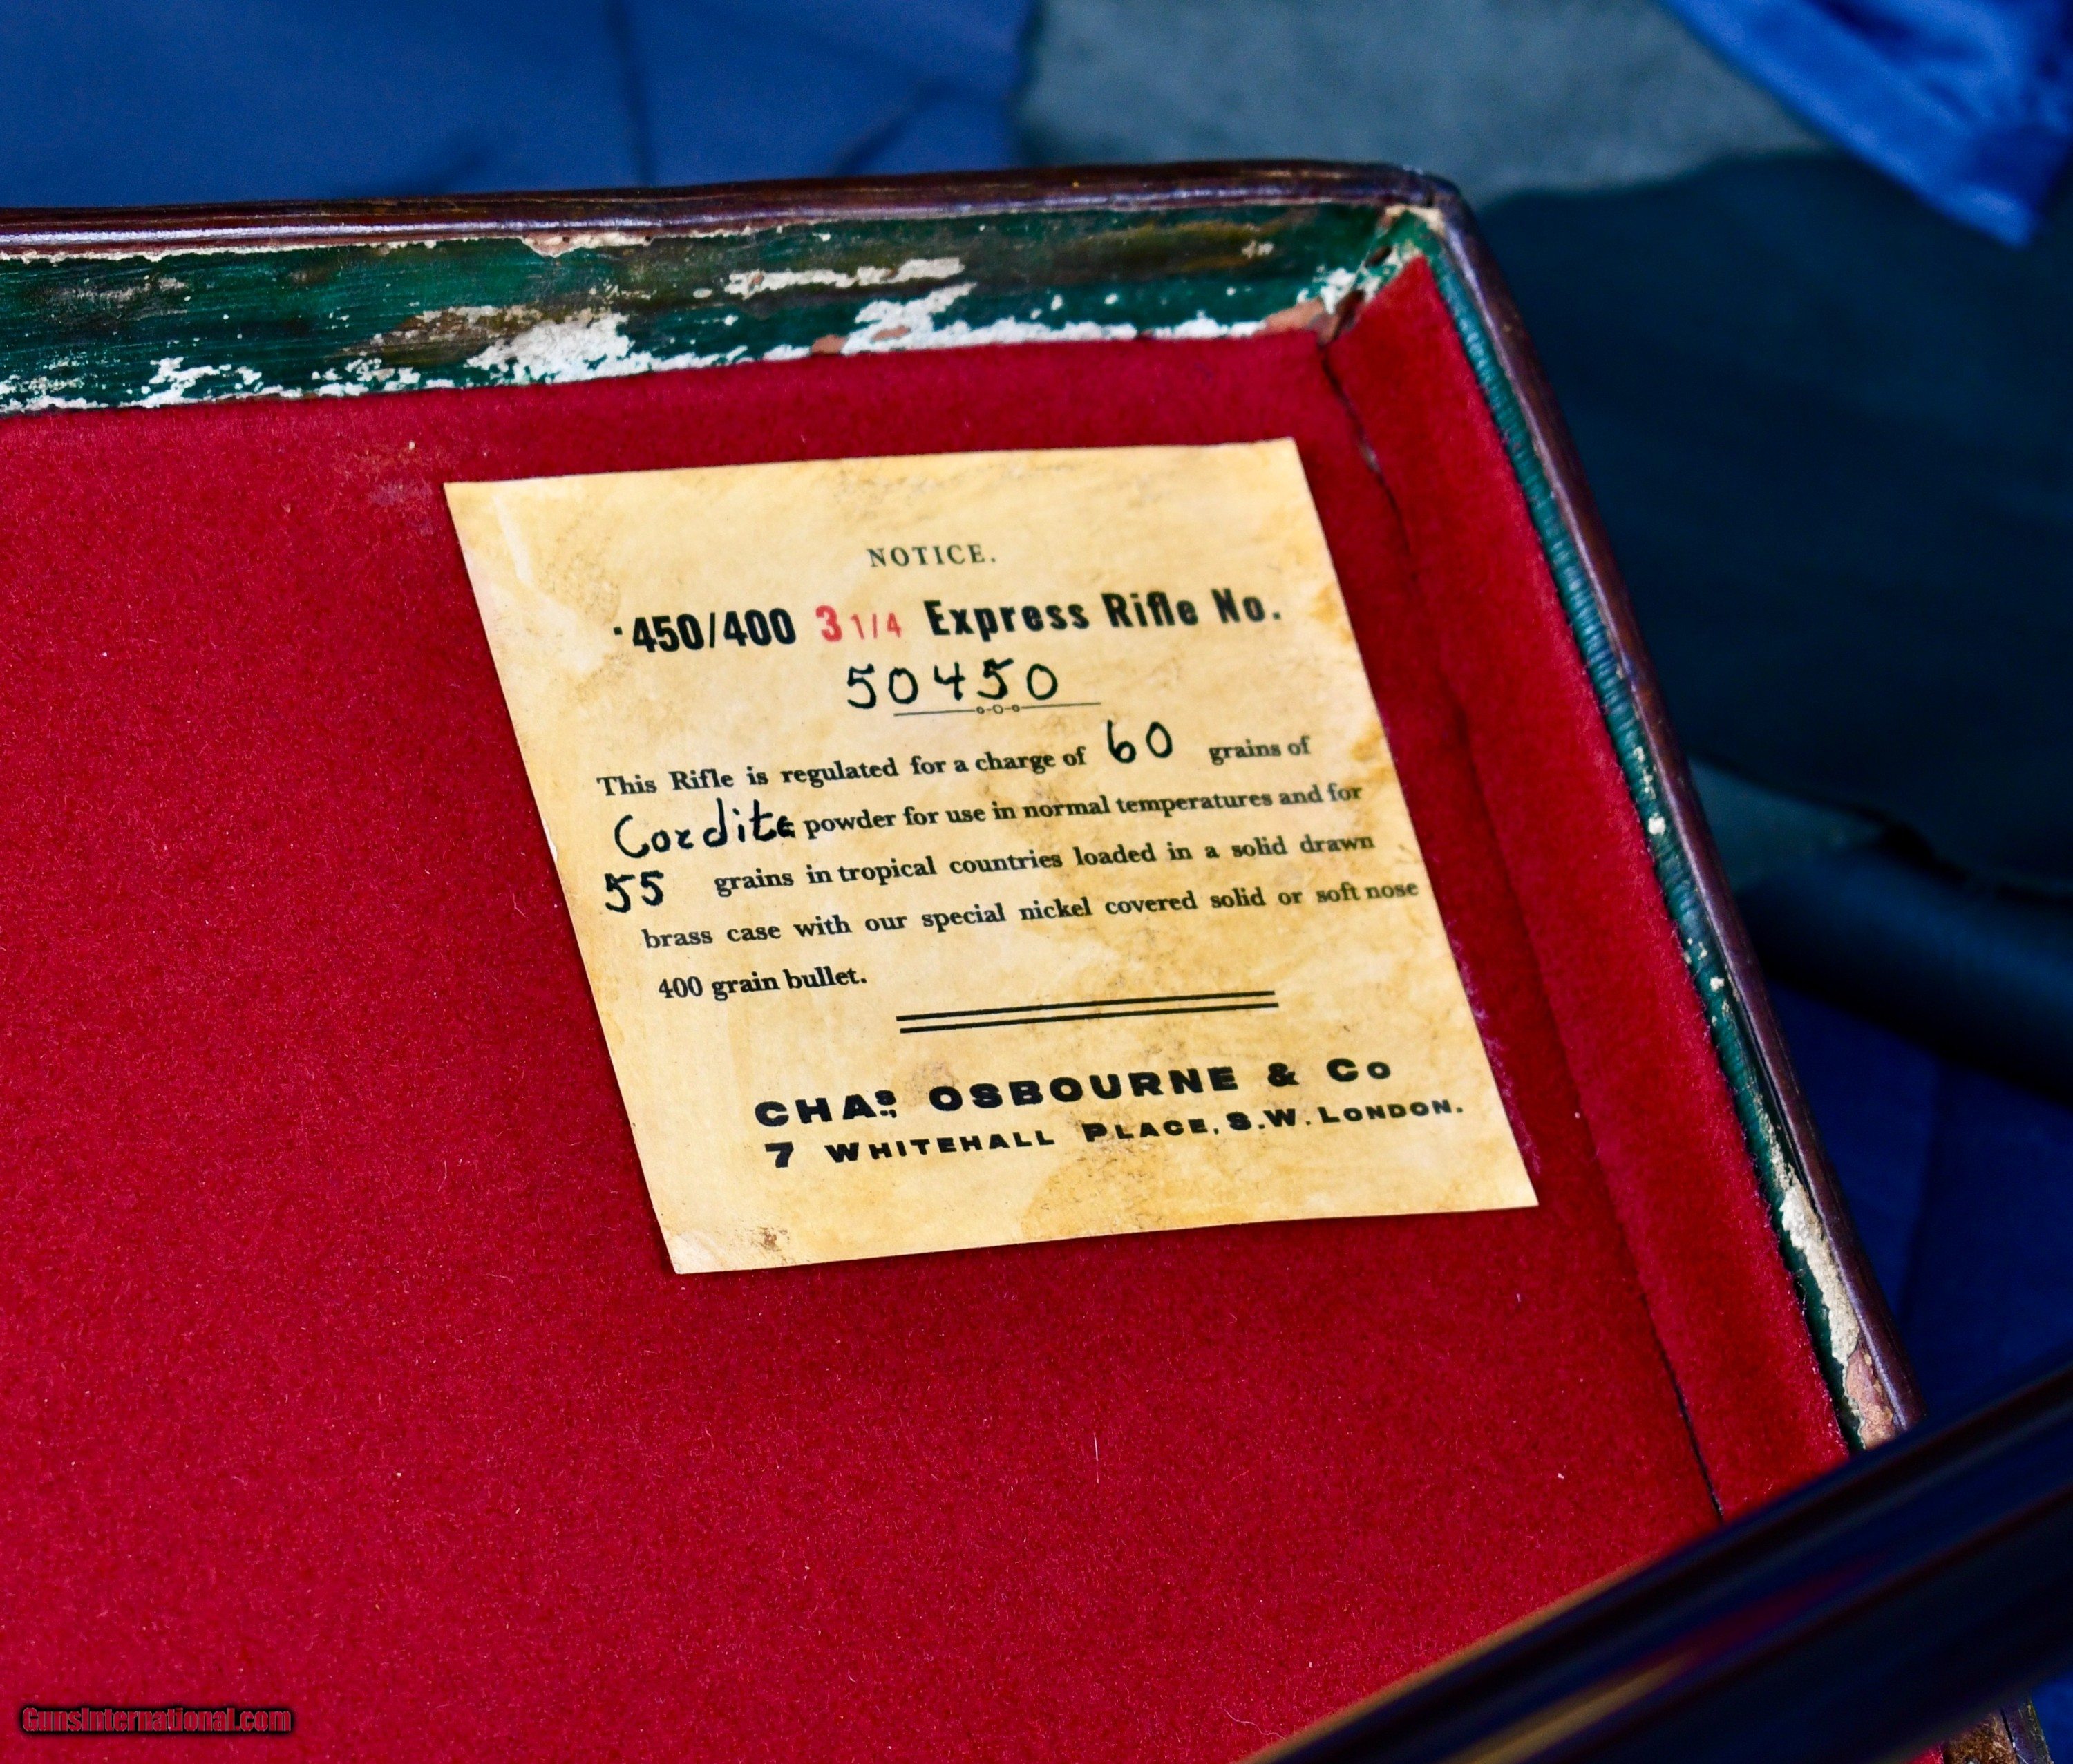 NOTICE.
·450/400 3 1/4 Express Rifle No.
50450
This Rifle is regulated for a charge of 60 grains of
Cordite powder for use in normal temperatures and for
55 grains in tropical countries loaded in a solid drawn
brass case with our special nickel covered solid or soft nose
400 grain bullet.
CHAS., OSBOURNE & Co
7 WHITEHALL PLACE, S.W. LONDON.
GunsInternational.com